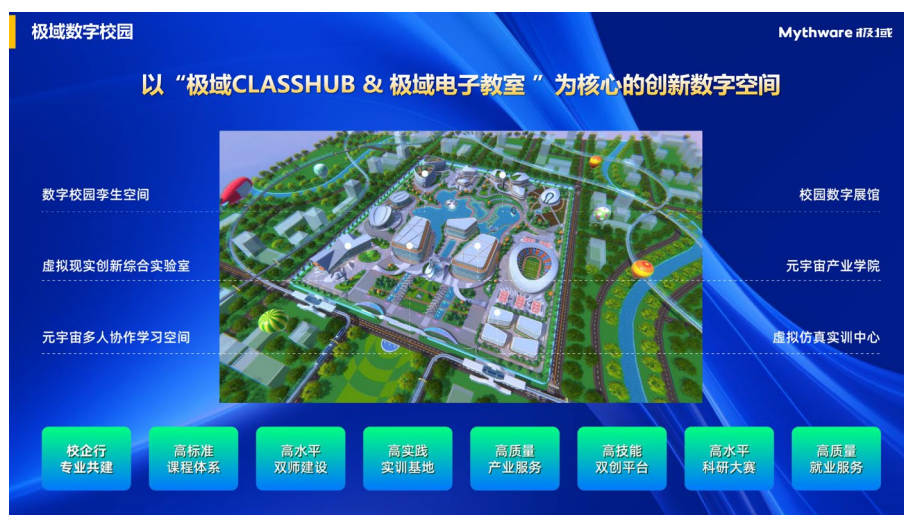 极域数字校园
Mythware 极域
以“极域CLASSHUB & 极域电子教室 ”为核心的创新数字空间
数字校园孪生空间
校园数字展馆
虚拟现实创新综合实验室
元宇宙产业学院
元宇宙多人协作学习空间
虚拟仿真实训中心
校企行
专业共建
高标准
课程体系
高水平
双师建设
高实践
实训基地
高质量
产业服务
高技能
双创平台
高水平
科研大赛
高质量
就业服务